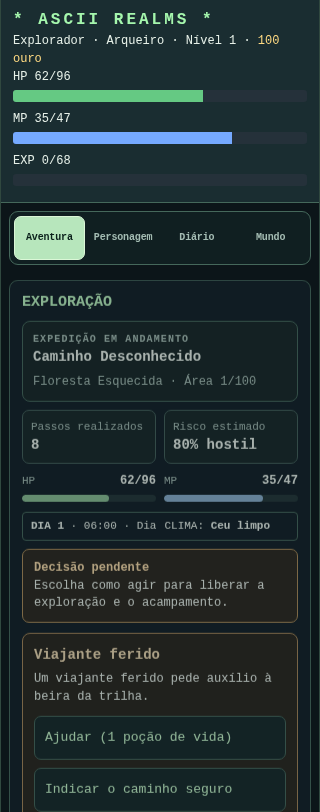 * ASCII REALMS *
Explorador · Arqueiro · Nível 1 · 100
ouro
HP 62/96
MP 35/47
EXP 0/68
Aventura Personagem Diário Mundo
EXPLORAÇÃO
EXPEDIÇÃO EM ANDAMENTO
Caminho Desconhecido
Floresta Esquecida · Área 1/100
Passos realizados Risco estimado
8 80% hostil
HP 62/96 MP 35/47
DIA 1 · 06:00 · Dia CLIMA: Ceu limpo
Decisão pendente
Escolha como agir para liberar a
exploração e o acampamento.
Viajante ferido
Um viajante ferido pede auxílio à
beira da trilha.
Ajudar (1 poção de vida)
Indicar o caminho seguro